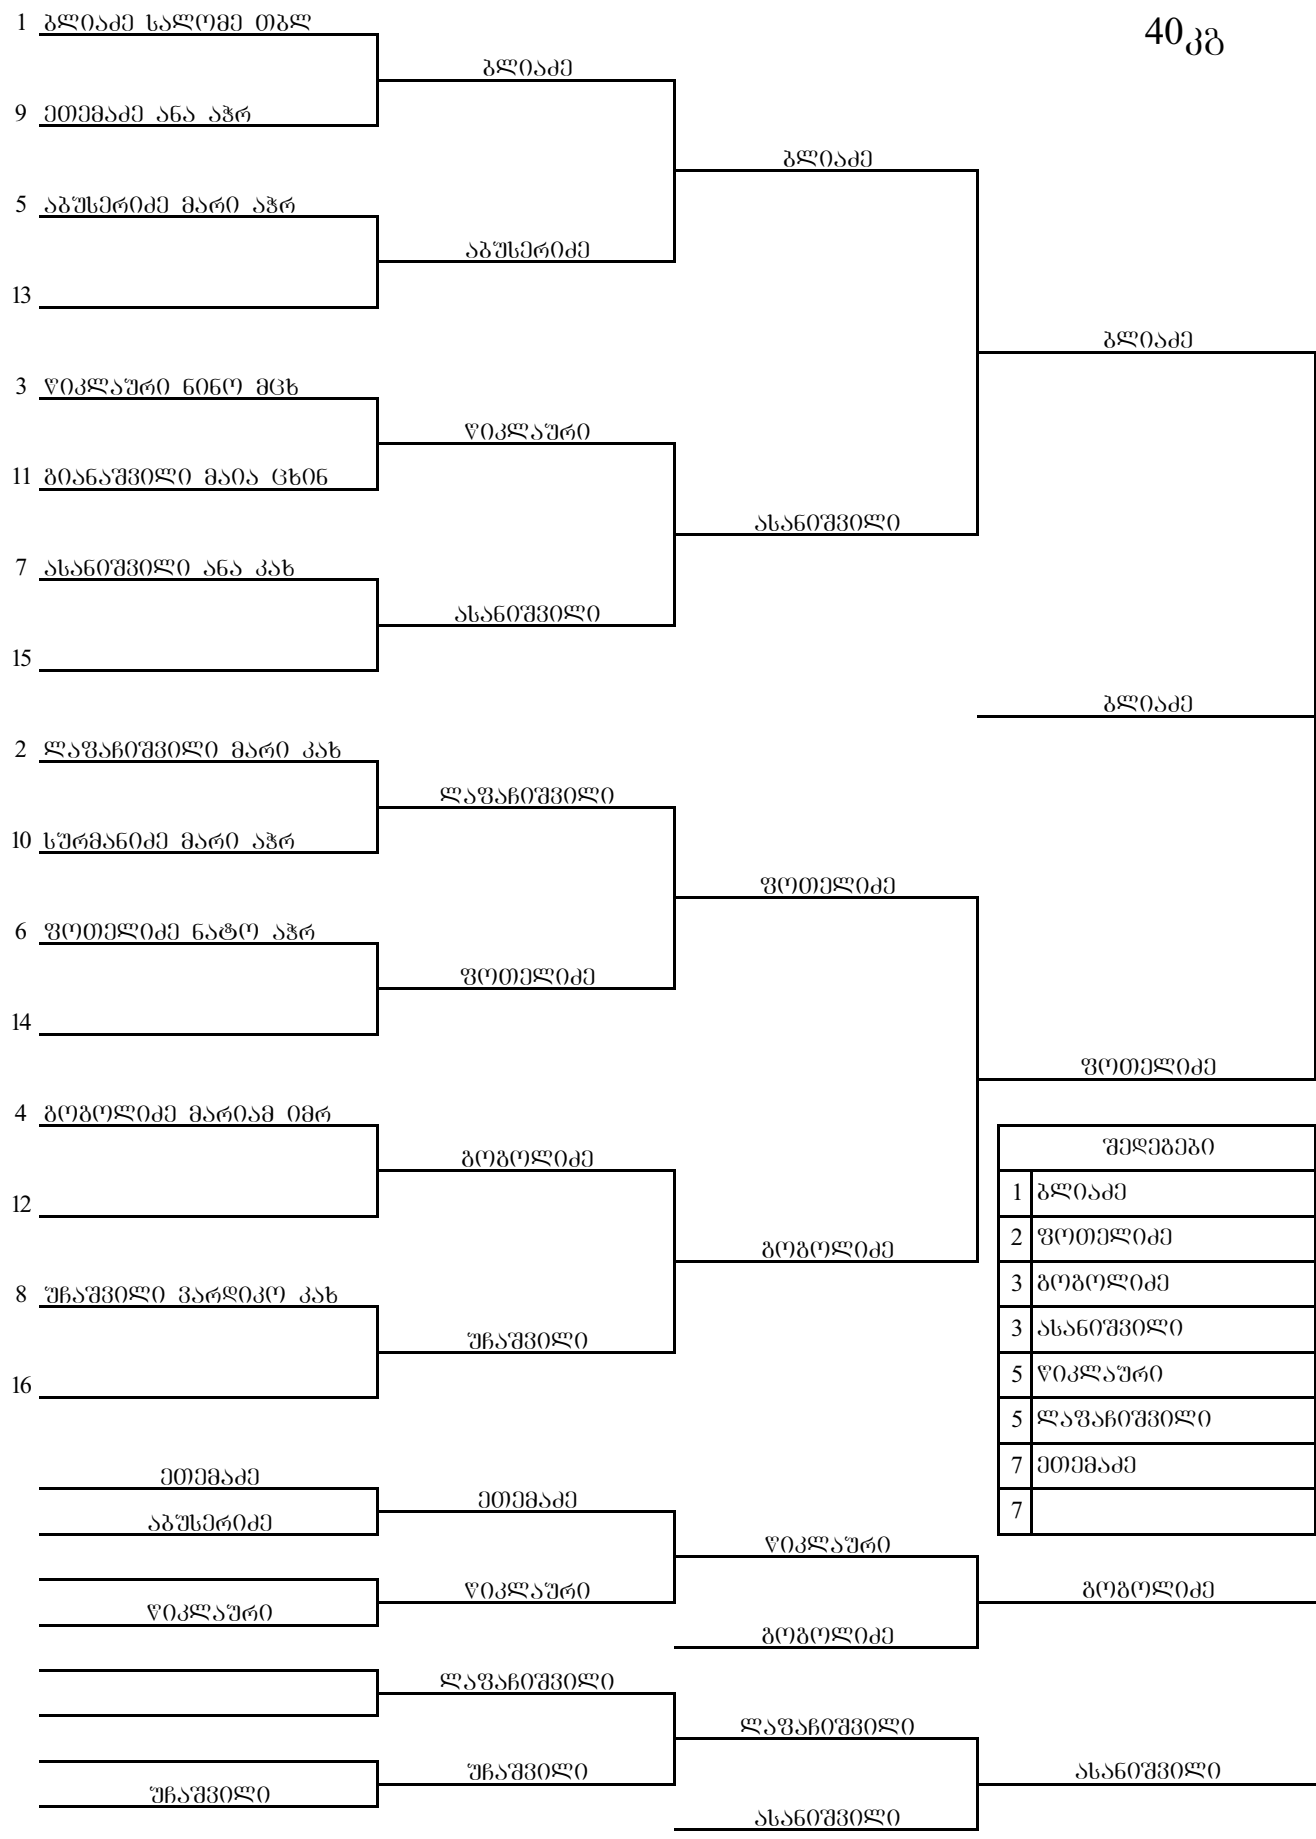 40კგ
1 ბლიაძე სალომე თბლ
ბლიაძე
9 ეთემაძე ანა აჭრ
ბლიაძე
5 აბუსერიძე მარი აჭრ
აბუსერიძე
13
ბლიაძე
3 წიკლაური ნინო მცხ
წიკლაური
11 გიანაშვილი მაია ცხინ
ასანიშვილი
7 ასანიშვილი ანა კახ
ასანიშვილი
15
ბლიაძე
2 ლაფაჩიშვილი მარი კახ
ლაფაჩიშვილი
10 სურმანიძე მარი აჭრ
ფოთელიძე
6 ფოთელიძე ნატო აჭრ
ფოთელიძე
14
ფოთელიძე
4 გოგოლიძე მარიამ იმრ
გოგოლიძე
12
გოგოლიძე
8 უჩაშვილი ვარდიკო კახ
უჩაშვილი
16
შედეგები
1 ბლიაძე
2 ფოთელიძე
3 გოგოლიძე
3 ასანიშვილი
5 წიკლაური
5 ლაფაჩიშვილი
7 ეთემაძე
7
ეთემაძე
ეთემაძე
აბუსერიძე
წიკლაური
წიკლაური
გოგოლიძე
წიკლაური
გოგოლიძე
ლაფაჩიშვილი
ლაფაჩიშვილი
უჩაშვილი
ასანიშვილი
უჩაშვილი
ასანიშვილი